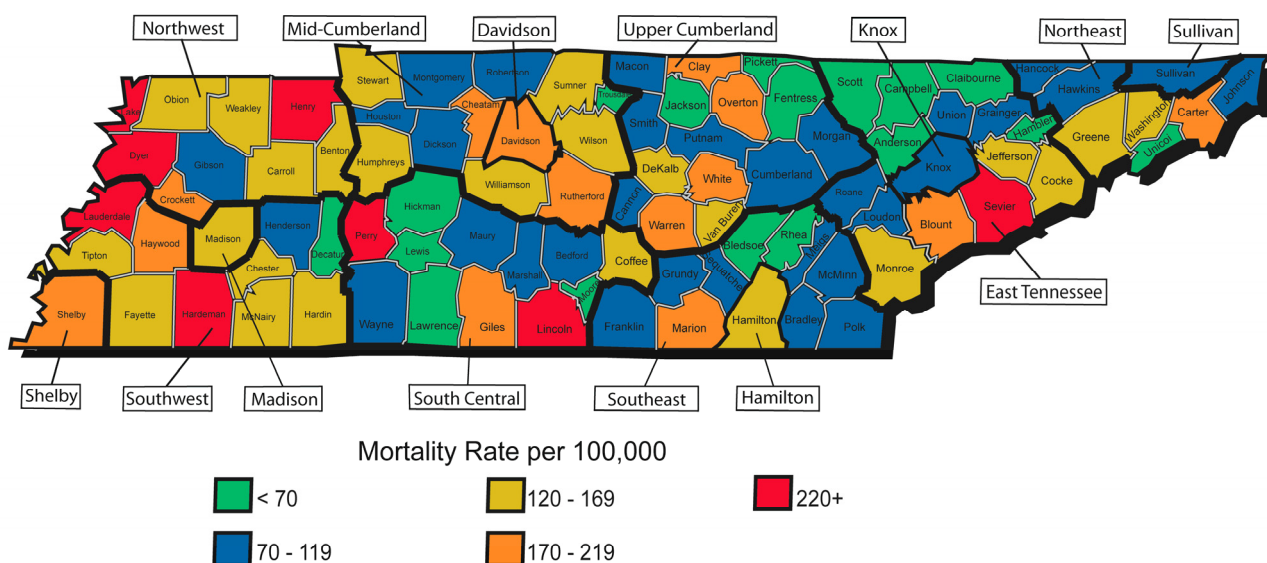 Northwest
Mid-Cumberland
Davidson
Upper Cumberland
Knox
Northeast
Sullivan
Stewart
Montgomery
Robertson
Sumner
Macon
Clay
Pickett
Scott
Campbell
Claibourne
Hancock
Hawkins
Sullivan
Johnson
Obion
Weakley
Henry
Houston
Cheatam
Jackson
Overton
Fentress
Union
Grainger
Hamblen
Greene
Washington
Carter
Unicoi
Dyer
Gibson
Carroll
Benton
Humphreys
Dickson
Davidson
Wilson
Smith
Putnam
Morgan
Anderson
Knox
Jefferson
Cocke
Crockett
Williamson
Rutherford
DeKalb
White
Cumberland
Roane
Loudon
Blount
Sevier
Lauderdale
Haywood
Madison
Henderson
Decatur
Perry
Hickman
Lewis
Maury
Cannon
Warren
Van Buren
Bledsoe
Rhea
Meigs
McMinn
Monroe
Tipton
Chester
Marshall
Bedford
Coffee
Grundy
Shelby
Fayette
Hardeman
McNairy
Hardin
Wayne
Lawrence
Giles
Lincoln
Franklin
Marion
Hamilton
Bradley
Polk
East Tennessee
Shelby
Southwest
Madison
South Central
Southeast
Hamilton
Mortality Rate per 100,000
< 70
120 - 169
220+
70 - 119
170 - 219